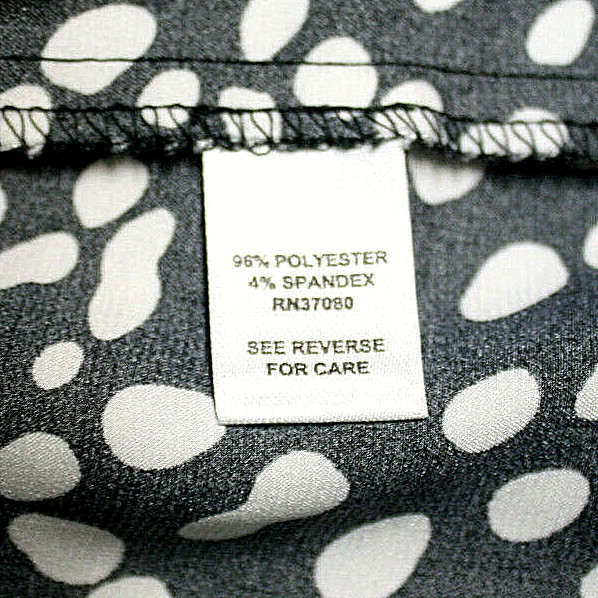 96% POLYESTER
4% SPANDEX
RN37080
SEE REVERSE
FOR CARE